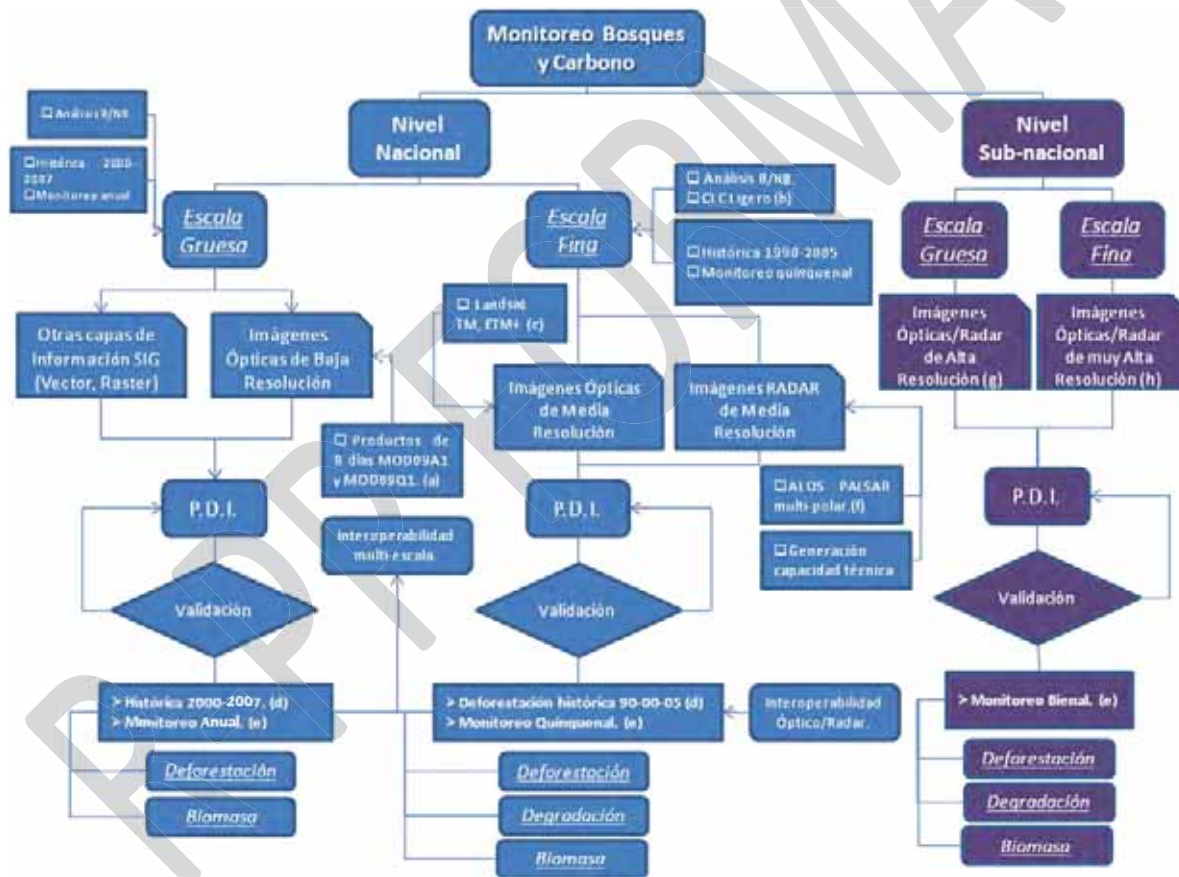 Monitoreo Bosques
y Carbono
Nivel
Nacional
Nivel
Sub-nacional
❑ Análisis B/NB
❑ Histórica 2000-
2007
❑ Monitoreo anual
Escala
Gruesa
Escala
Fina
❑ Análisis B/NB
❑ CLC Ligero (b)
❑ Histórica 1990-2005
❑ Monitoreo quinquenal
Escala
Gruesa
Escala
Fina
Otras capas de
Información SIG
(Vector, Raster)
Imágenes
Ópticas de Baja
Resolución
❑ Landsat
TM, ETM+ (c)
Imágenes Ópticas
de Media
Resolución
Imágenes RADAR
de Media
Resolución
Imágenes
Ópticas/Radar
de Alta
Resolución (g)
Imágenes
Ópticas/Radar
de muy Alta
Resolución (h)
❑ Productos de
8 días MOD09A1
y MOD09Q1. (a)
❑ ALOS PALSAR
multi-polar.(f)
❑ Generación
capacidad técnica
P.D.I.
Interoperabilidad
multi-escala.
P.D.I.
P.D.I.
Validación
Validación
Validación
➢ Histórica 2000-2007. (d)
➢ Monitoreo Anual. (e)
➢ Deforestación histórica 90-00-05 (d)
➢ Monitoreo Quinquenal. (e)
Interoperabilidad
Óptico/Radar.
➢ Monitoreo Bienal. (e)
Deforestación
Biomasa
Deforestación
Degradación
Biomasa
Deforestación
Degradación
Biomasa